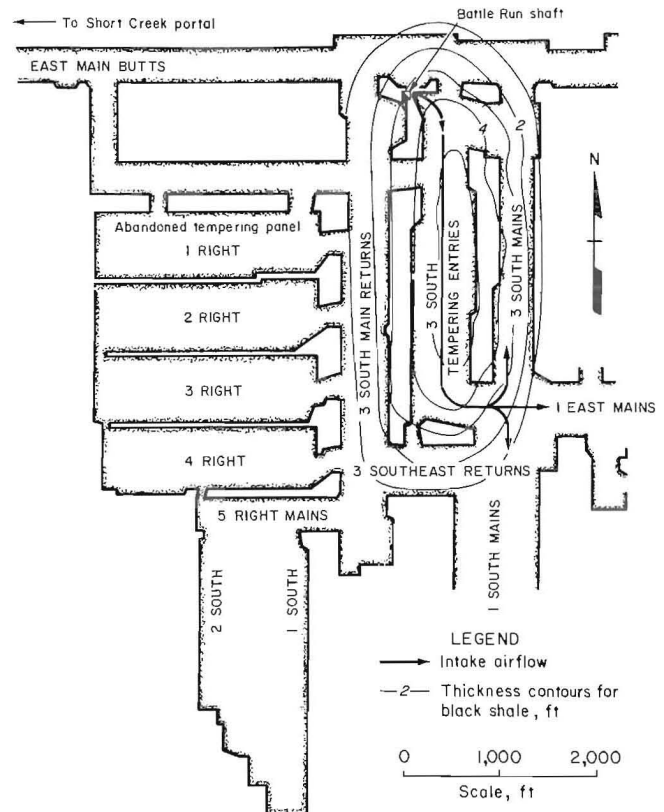 To Short Creek portal
Battle Run shaft
EAST MAIN BUTTS
2
4
N
Abandoned tempering panel
1 RIGHT
2 RIGHT
3 RIGHT
4 RIGHT
3 SOUTH MAIN RETURNS
3 SOUTH
TEMPERING ENTRIES
3 SOUTH MAINS
1 EAST MAINS
3 SOUTHEAST RETURNS
5 RIGHT MAINS
2 SOUTH
1 SOUTH
1 SOUTH MAINS
LEGEND
Intake airflow
2 Thickness contours for
black shale, ft
0 1,000 2,000
Scale, ft